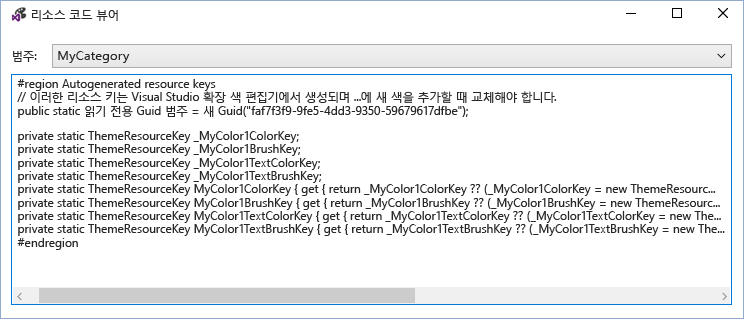 리소스 코드 뷰어
범주: MyCategory
#region Autogenerated resource keys
// 이러한 리소스 키는 Visual Studio 확장 색 편집기에서 생성되며 ...에 새 색을 추가할 때 교체해야 합니다.
public static 읽기 전용 Guid 범주 = 새 Guid("faf7f3f9-9fe5-4dd3-9350-59679617dfbe");
private static ThemeResourceKey _MyColor1ColorKey;
private static ThemeResourceKey _MyColor1BrushKey;
private static ThemeResourceKey _MyColor1TextColorKey;
private static ThemeResourceKey _MyColor1TextBrushKey;
private static ThemeResourceKey MyColor1ColorKey { get { return _MyColor1ColorKey ?? (_MyColor1ColorKey = new ThemeResourc...
private static ThemeResourceKey MyColor1BrushKey { get { return _MyColor1BrushKey ?? (_MyColor1BrushKey = new ThemeResourc...
private static ThemeResourceKey MyColor1TextColorKey { get { return _MyColor1TextColorKey ?? (_MyColor1TextColorKey = new The...
private static ThemeResourceKey MyColor1TextBrushKey { get { return _MyColor1TextBrushKey ?? (_MyColor1TextBrushKey = new The...
#endregion